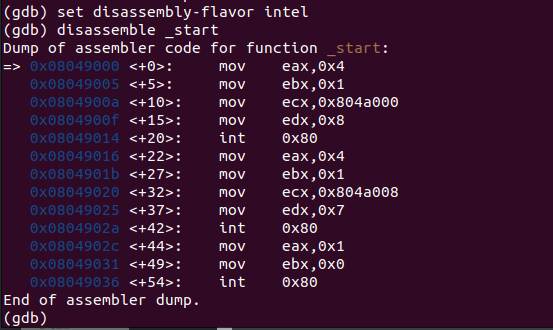 (gdb) set disassembly-flavor intel
(gdb) disassemble _start
Dump of assembler code for function _start:
=> 0x08049000 <+0>:     mov    eax,0x4
   0x08049005 <+5>:     mov    ebx,0x1
   0x0804900a <+10>:    mov    ecx,0x804a000
   0x0804900f <+15>:    mov    edx,0x8
   0x08049014 <+20>:    int    0x80
   0x08049016 <+22>:    mov    eax,0x4
   0x0804901b <+27>:    mov    ebx,0x1
   0x08049020 <+32>:    mov    ecx,0x804a008
   0x08049025 <+37>:    mov    edx,0x7
   0x0804902a <+42>:    int    0x80
   0x0804902c <+44>:    mov    eax,0x1
   0x08049031 <+49>:    mov    ebx,0x0
   0x08049036 <+54>:    int    0x80
End of assembler dump.
(gdb)